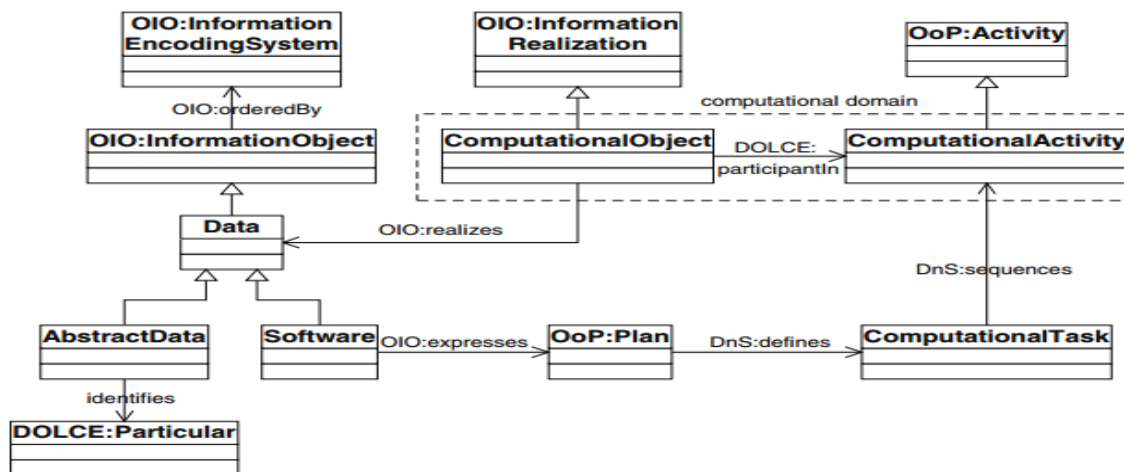 OIO:Information
EncodingSystem
OIO:Information
Realization
OoP:Activity
OIO:orderedBy
computational domain
OIO:InformationObject
ComputationalObject
DOLCE:
participantIn
ComputationalActivity
Data
OIO:realizes
DnS:sequences
AbstractData
Software
OIO:expresses
OoP:Plan
DnS:defines
ComputationalTask
identifies
DOLCE:Particular